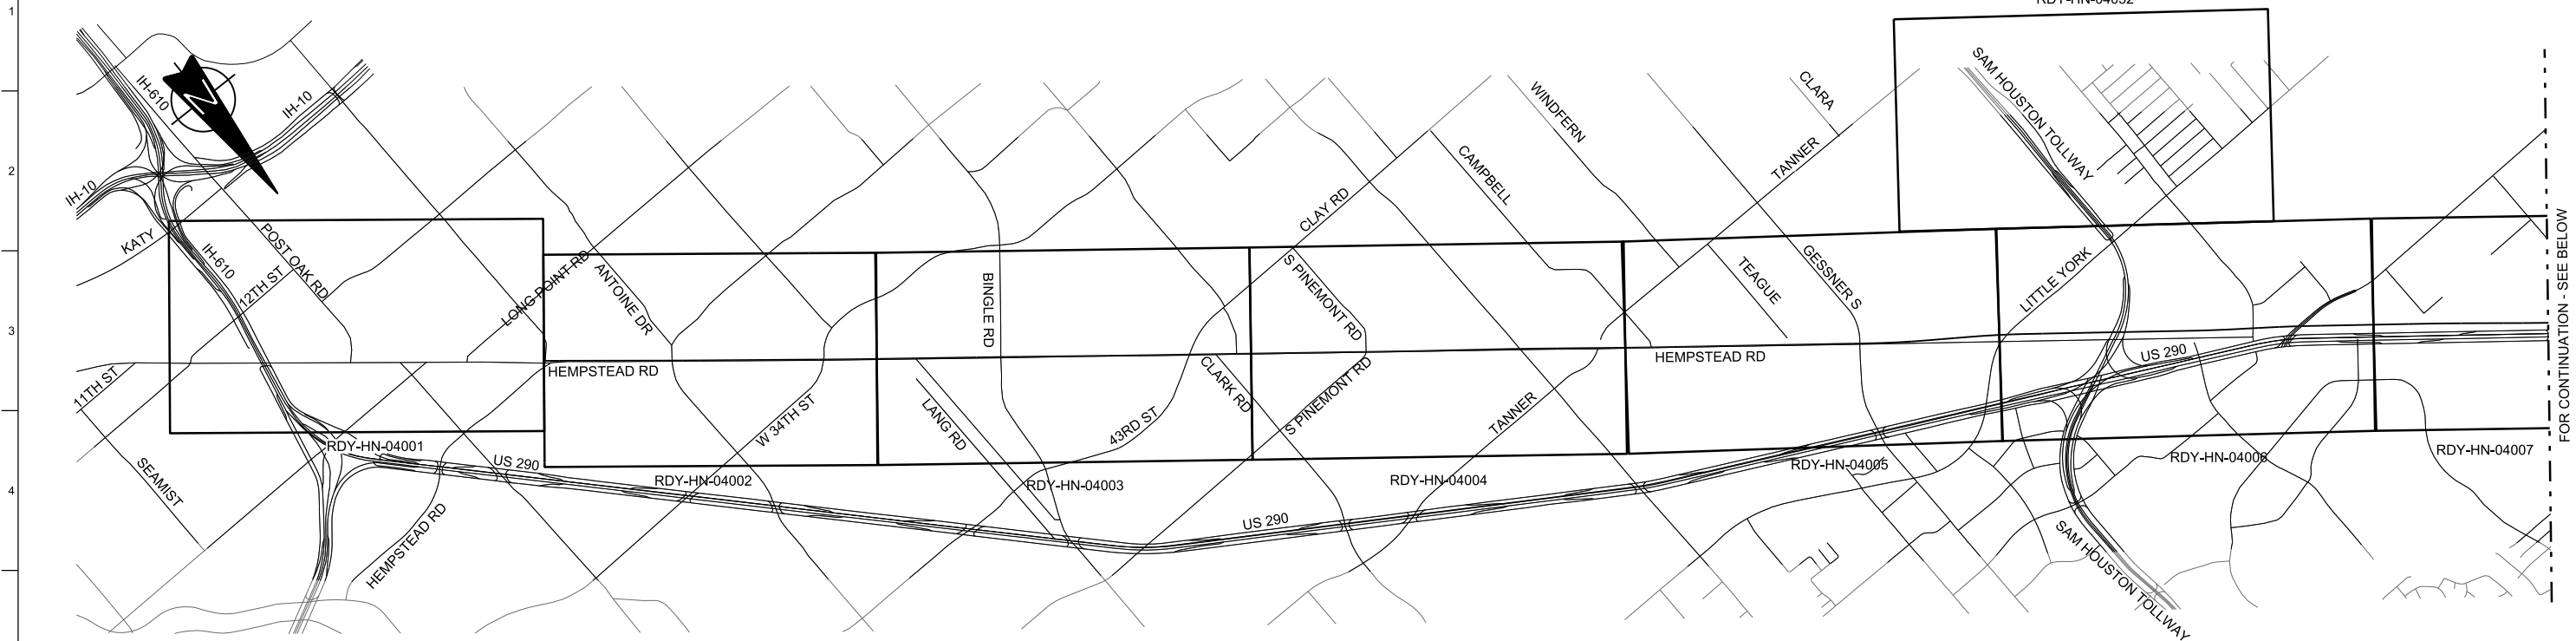 1
2
3
4
RDY-HN-04032
IH-610
N
IH-10
IH-10
KATY
IH-610
POST OAK RD
12TH ST
LONG POINT RD
ANTOINE DR
BINGLE RD
CLAY RD
S PINEMONT RD
CAMPBELL
WINDFERN
CLARA
TANNER
TEAGUE
GESSNER S
SAM HOUSTON TOLLWAY
LITTLE YORK
US 290
HEMPSTEAD RD
HEMPSTEAD RD
11TH ST
SEAMIST
RDY-HN-04001
HEMPSTEAD RD
US 290
RDY-HN-04002
W 34TH ST
LANG RD
RDY-HN-04003
43RD ST
CLARK RD
S PINEMONT RD
US 290
RDY-HN-04004
TANNER
RDY-HN-04005
RDY-HN-04006
SAM HOUSTON TOLLWAY
RDY-HN-04007
FOR CONTINUATION - SEE BELOW